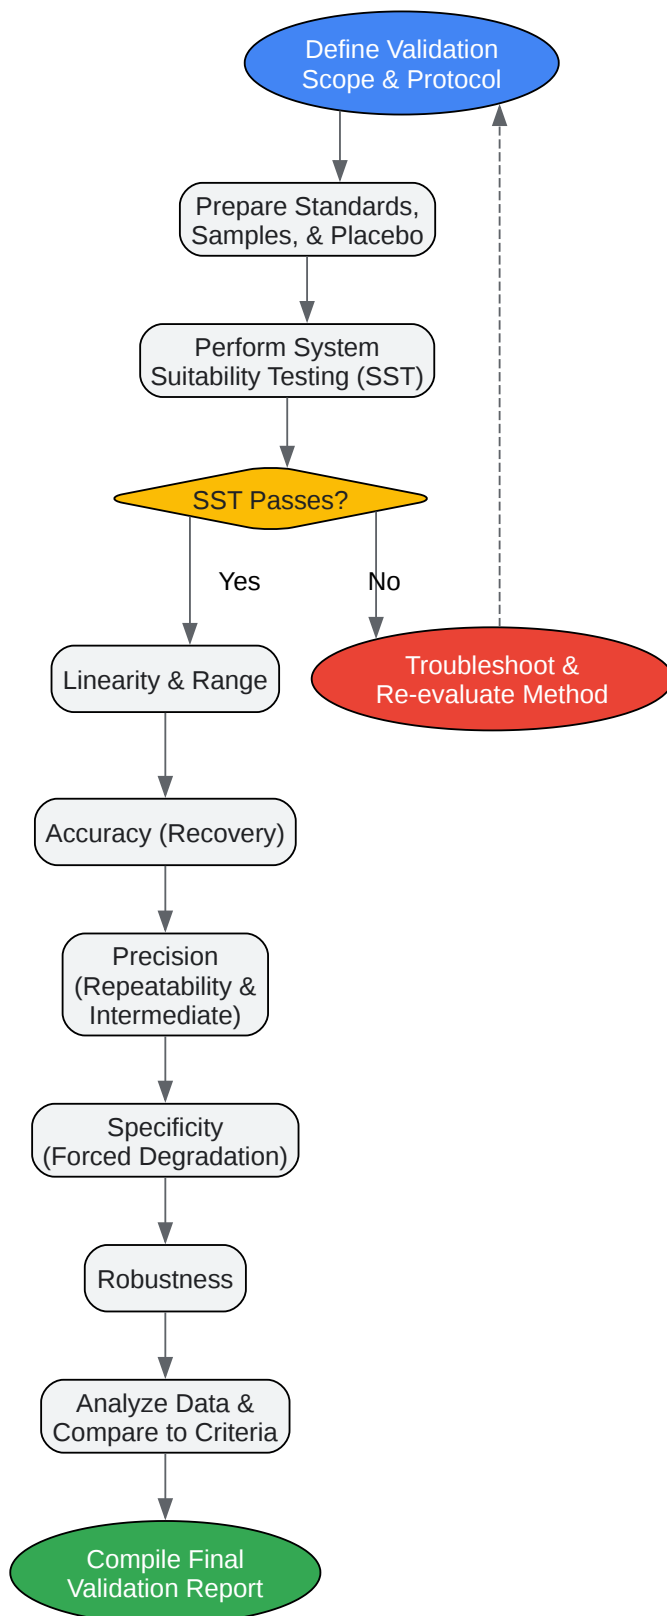 Define Validation
Scope & Protocol
Prepare Standards,
Samples, & Placebo
Perform System
Suitability Testing (SST)
SST Passes?
Yes
No
Linearity & Range
Troubleshoot &
Re-evaluate Method
Accuracy (Recovery)
Precision
(Repeatability &
Intermediate)
Specificity
(Forced Degradation)
Robustness
Analyze Data &
Compare to Criteria
Compile Final
Validation Report